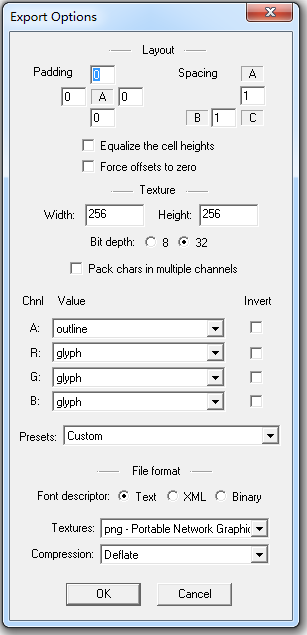 Export Options
Layout
Padding 0 Spacing A
0 A 0 1
0 B 1 C
Equalize the cell heights
Force offsets to zero
Texture
Width: 256 Height: 256
Bit depth: 8 32
Pack chars in multiple channels
Chnl Value Invert
A: outline
R: glyph
G: glyph
B: glyph
Presets: Custom
File format
Font descriptor: Text XML Binary
Textures: png - Portable Network Graphic
Compression: Deflate
OK Cancel